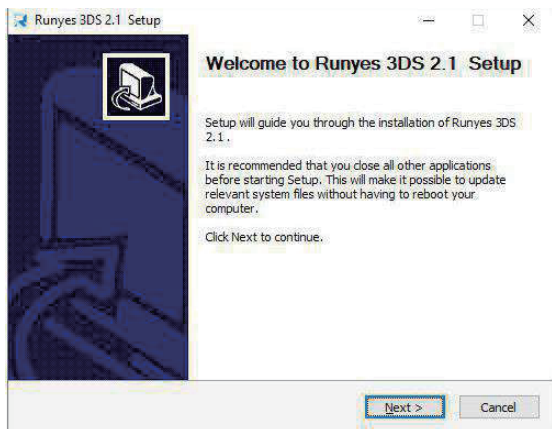 Runyes 3DS 2.1 Setup
Welcome to Runyes 3DS 2.1 Setup
Setup will guide you through the installation of Runyes 3DS
2.1.
It is recommended that you close all other applications
before starting Setup. This will make it possible to update
relevant system files without having to reboot your
computer.
Click Next to continue.
Next >
Cancel